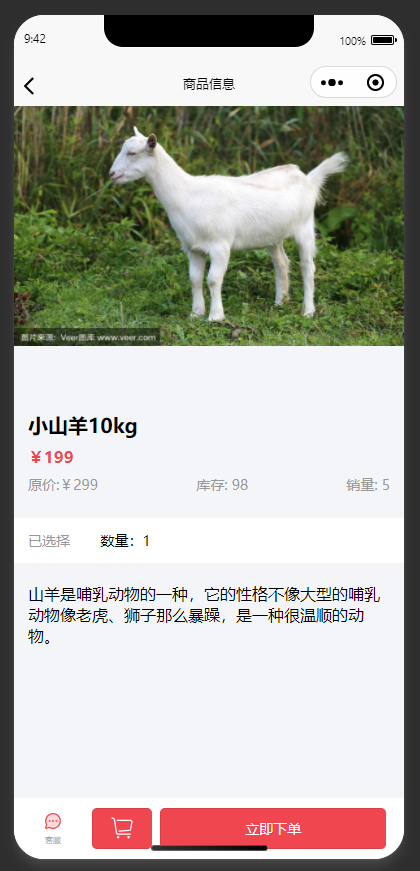 9:42
100%
商品信息
图片来源：Veer图库 www.veer.com
小山羊10kg
￥199
原价:￥299 库存: 98 销量: 5
已选择 数量：1
山羊是哺乳动物的一种，它的性格不像大型的哺乳
动物像老虎、狮子那么暴躁，是一种很温顺的动
物。
客服
立即下单